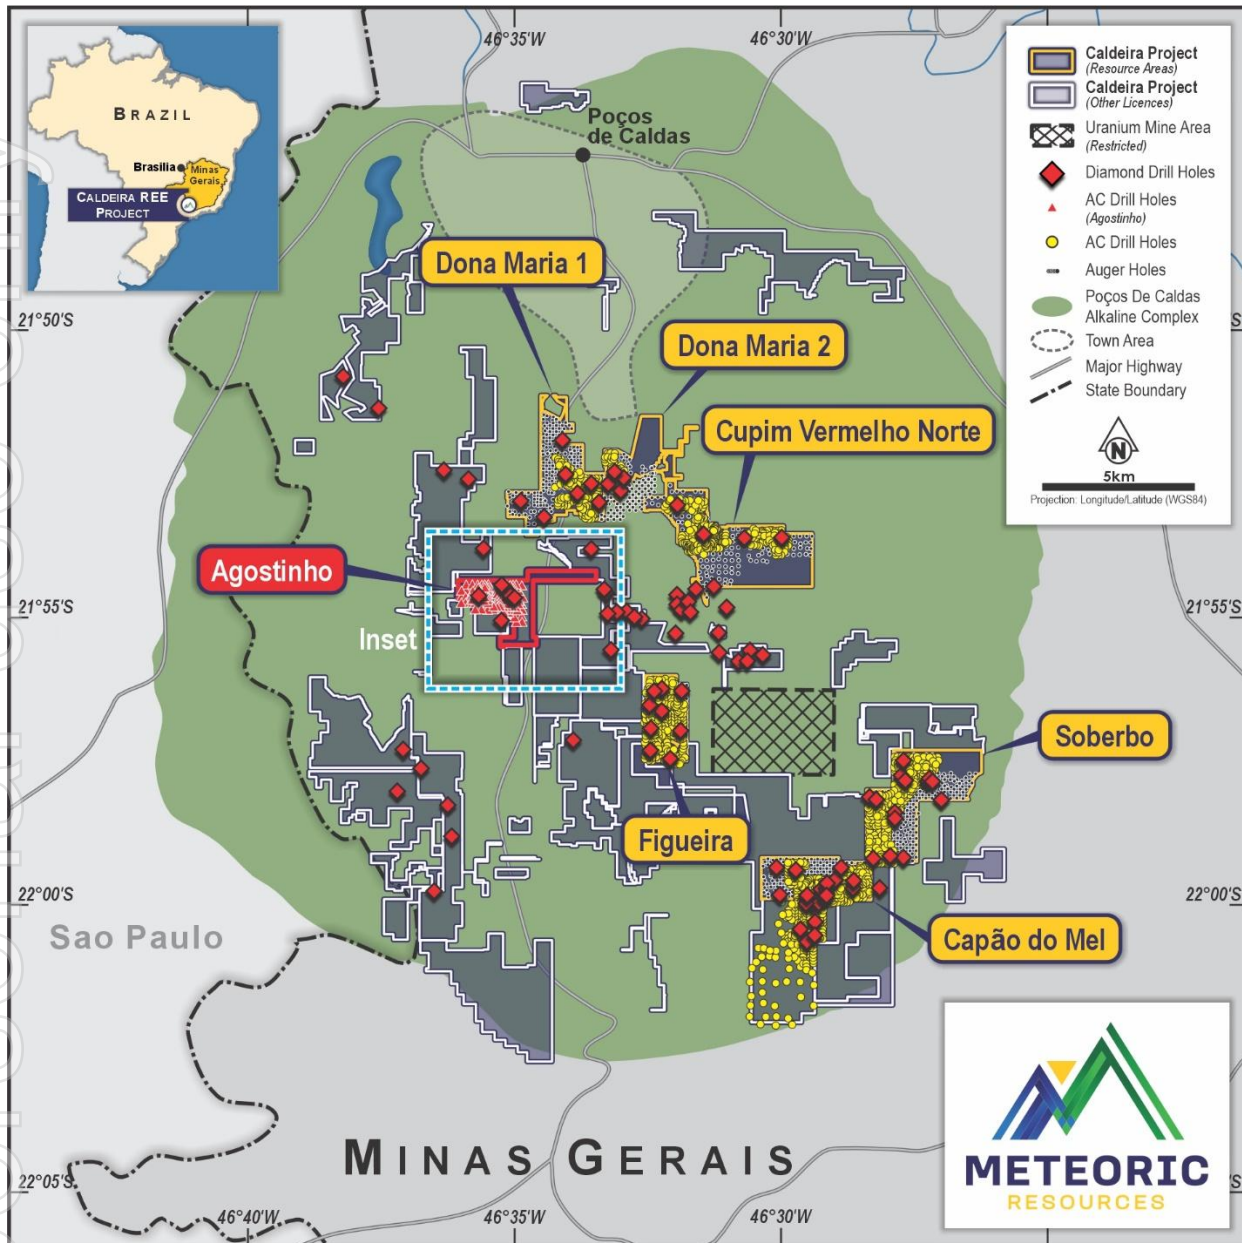 46°35'W
46°30'W
BRAZIL
Brasilia
Minas
Gerais
CALDEIRA REE
PROJECT
Poços
de Caldas
Caldeira Project
(Resource Areas)
Caldeira Project
(Other Licences)
Uranium Mine Area
(Restricted)
Diamond Drill Holes
AC Drill Holes
(Agostinho)
AC Drill Holes
Auger Holes
Poços De Caldas
Alkaline Complex
Town Area
Major Highway
State Boundary
N
5km
Projection: Longitude/Latitude (WGS84)
Dona Maria 1
21°50'S
Dona Maria 2
Cupim Vermelho Norte
Agostinho
21°55'S
21°55'S
Inset
Soberbo
Figueira
22°00'S
22°00'S
Sao Paulo
Capão do Mel
MINAS GERAIS
METEORIC
RESOURCES
22°05'S
46°40'W
46°35'W
46°30'W